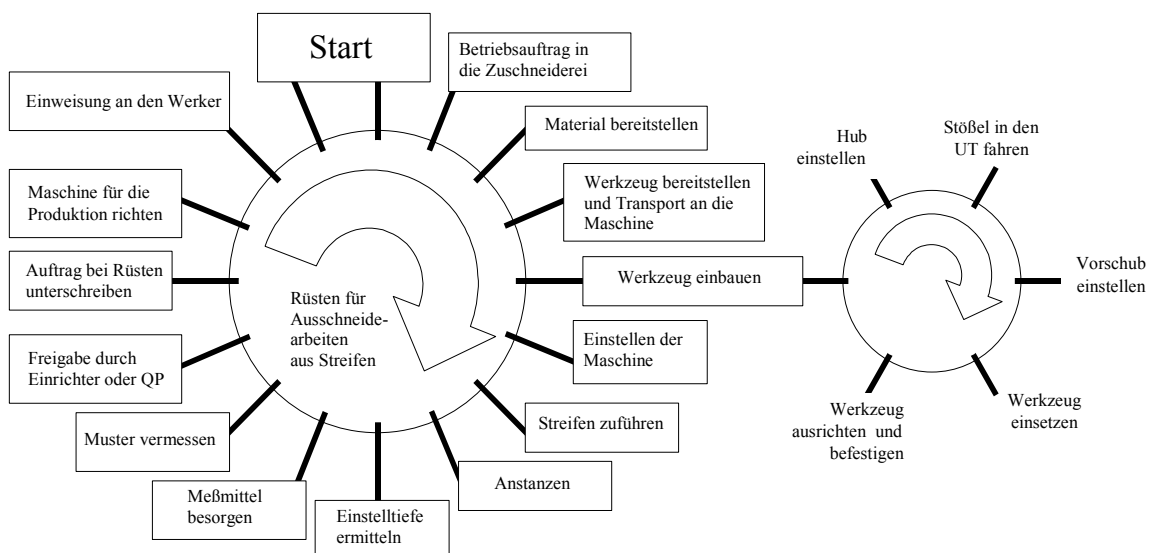 Start
Betriebsauftrag in
die Zuschneiderei
Material bereitstellen
Werkzeug bereitstellen
und Transport an die
Maschine
Werkzeug einbauen
Einstellen der
Maschine
Streifen zuführen
Anstanzen
Einstelltiefe
ermitteln
Meßmittel
besorgen
Muster vermessen
Freigabe durch
Einrichter oder QP
Auftrag bei Rüsten
unterschreiben
Maschine für die
Produktion richten
Einweisung an den Werker
Rüsten für
Ausschneide-
arbeiten
aus Streifen
Hub
einstellen
Stößel in den
UT fahren
Vorschub
einstellen
Werkzeug
einsetzen
Werkzeug
ausrichten und
befestigen